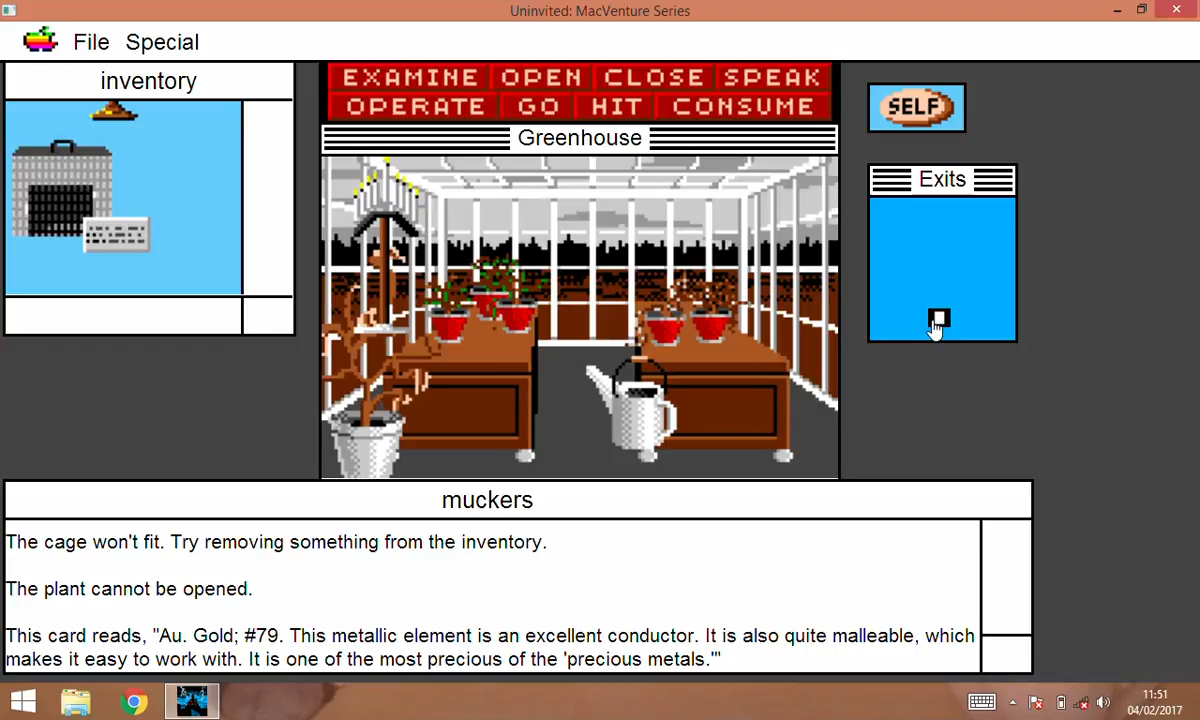 Uninvited: MacVenture Series
File Special
inventory
EXAMINE OPEN CLOSE SPEAK
OPERATE GO HIT CONSUME
SELF
Greenhouse
Exits
muckers
The cage won't fit. Try removing something from the inventory.
The plant cannot be opened.
This card reads, "Au. Gold; #79. This metallic element is an excellent conductor. It is also quite malleable, which
makes it easy to work with. It is one of the most precious of the 'precious metals.'"
11:51
04/02/2017